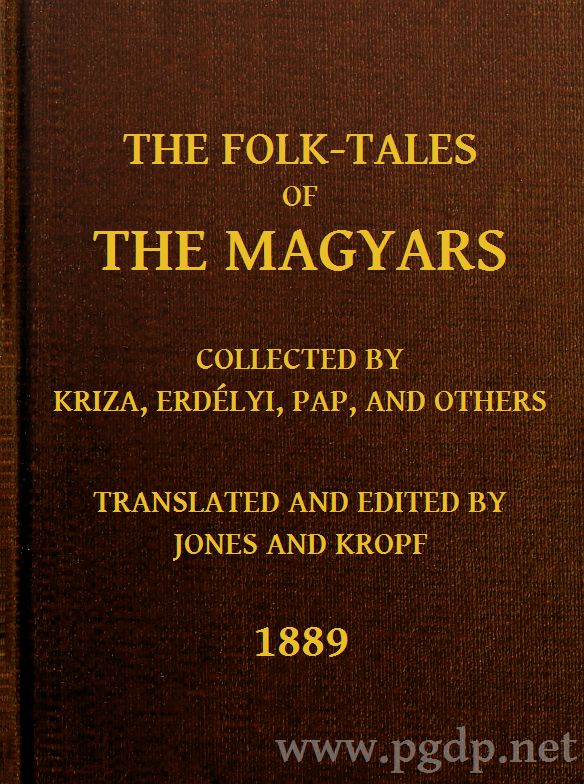 THE FOLK-TALES
OF
THE MAGYARS
COLLECTED BY
KRIZA, ERDÉLYI, PAP, AND OTHERS
TRANSLATED AND EDITED BY
JONES AND KROPF
1889
www.pgdp.net